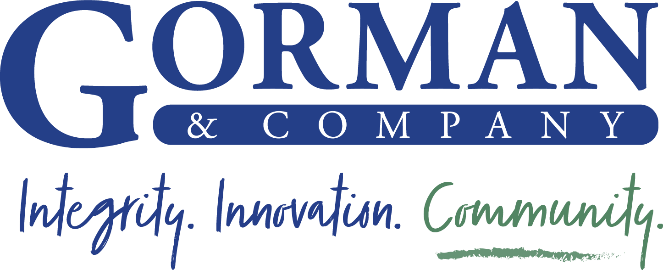 GORMAN
& COMPANY
Integrity. Innovation. Community.